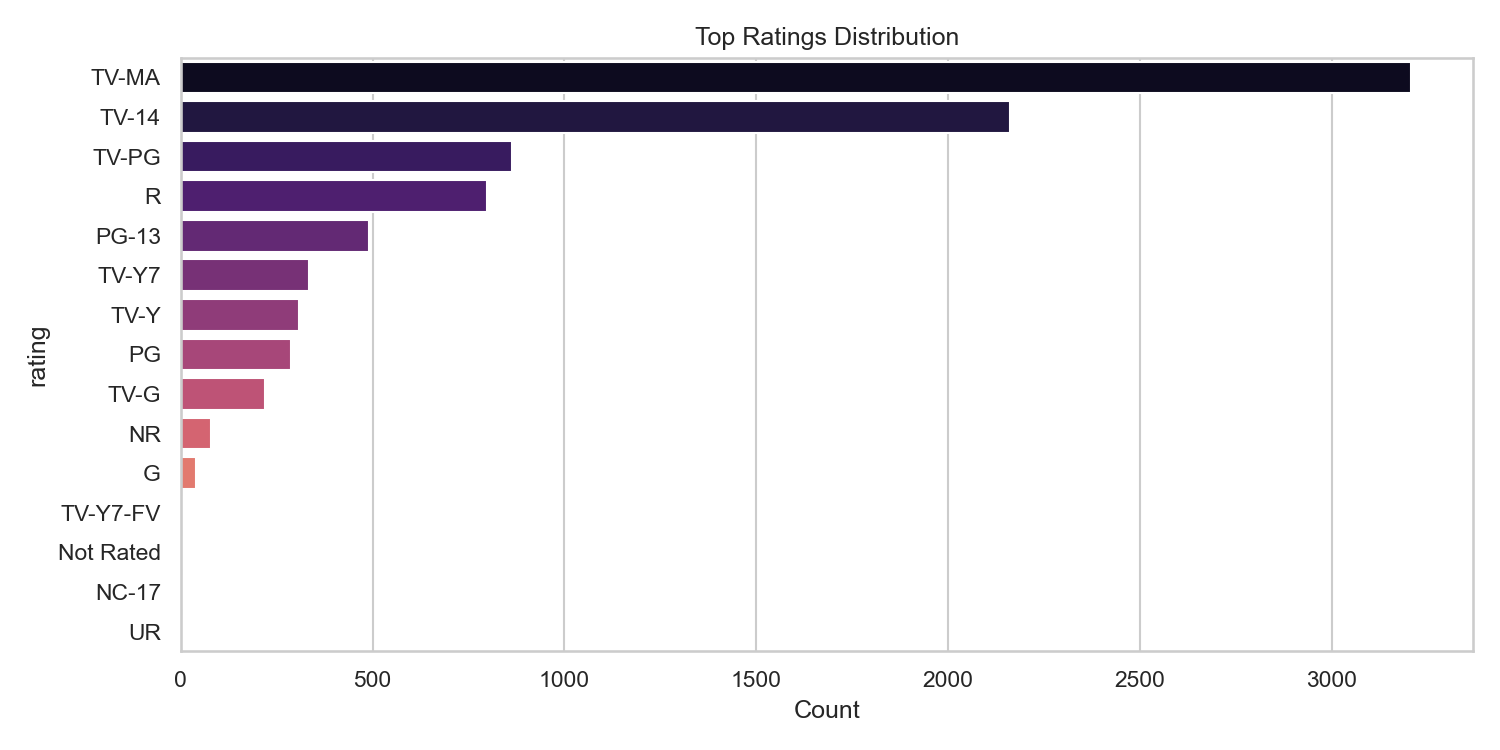 Top Ratings Distribution
TV-MA
TV-14
TV-PG
R
PG-13
TV-Y7
TV-Y
PG
TV-G
NR
G
TV-Y7-FV
Not Rated
NC-17
UR
rating
0 500 1000 1500 2000 2500 3000
Count